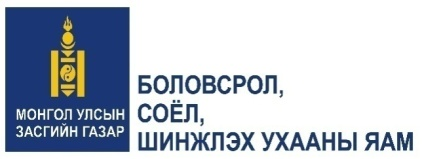 МОНГОЛ УЛСЫН
ЗАСГИЙН ГАЗАР
БОЛОВСРОЛ,
СОЁЛ,
ШИНЖЛЭХ УХААНЫ ЯАМ